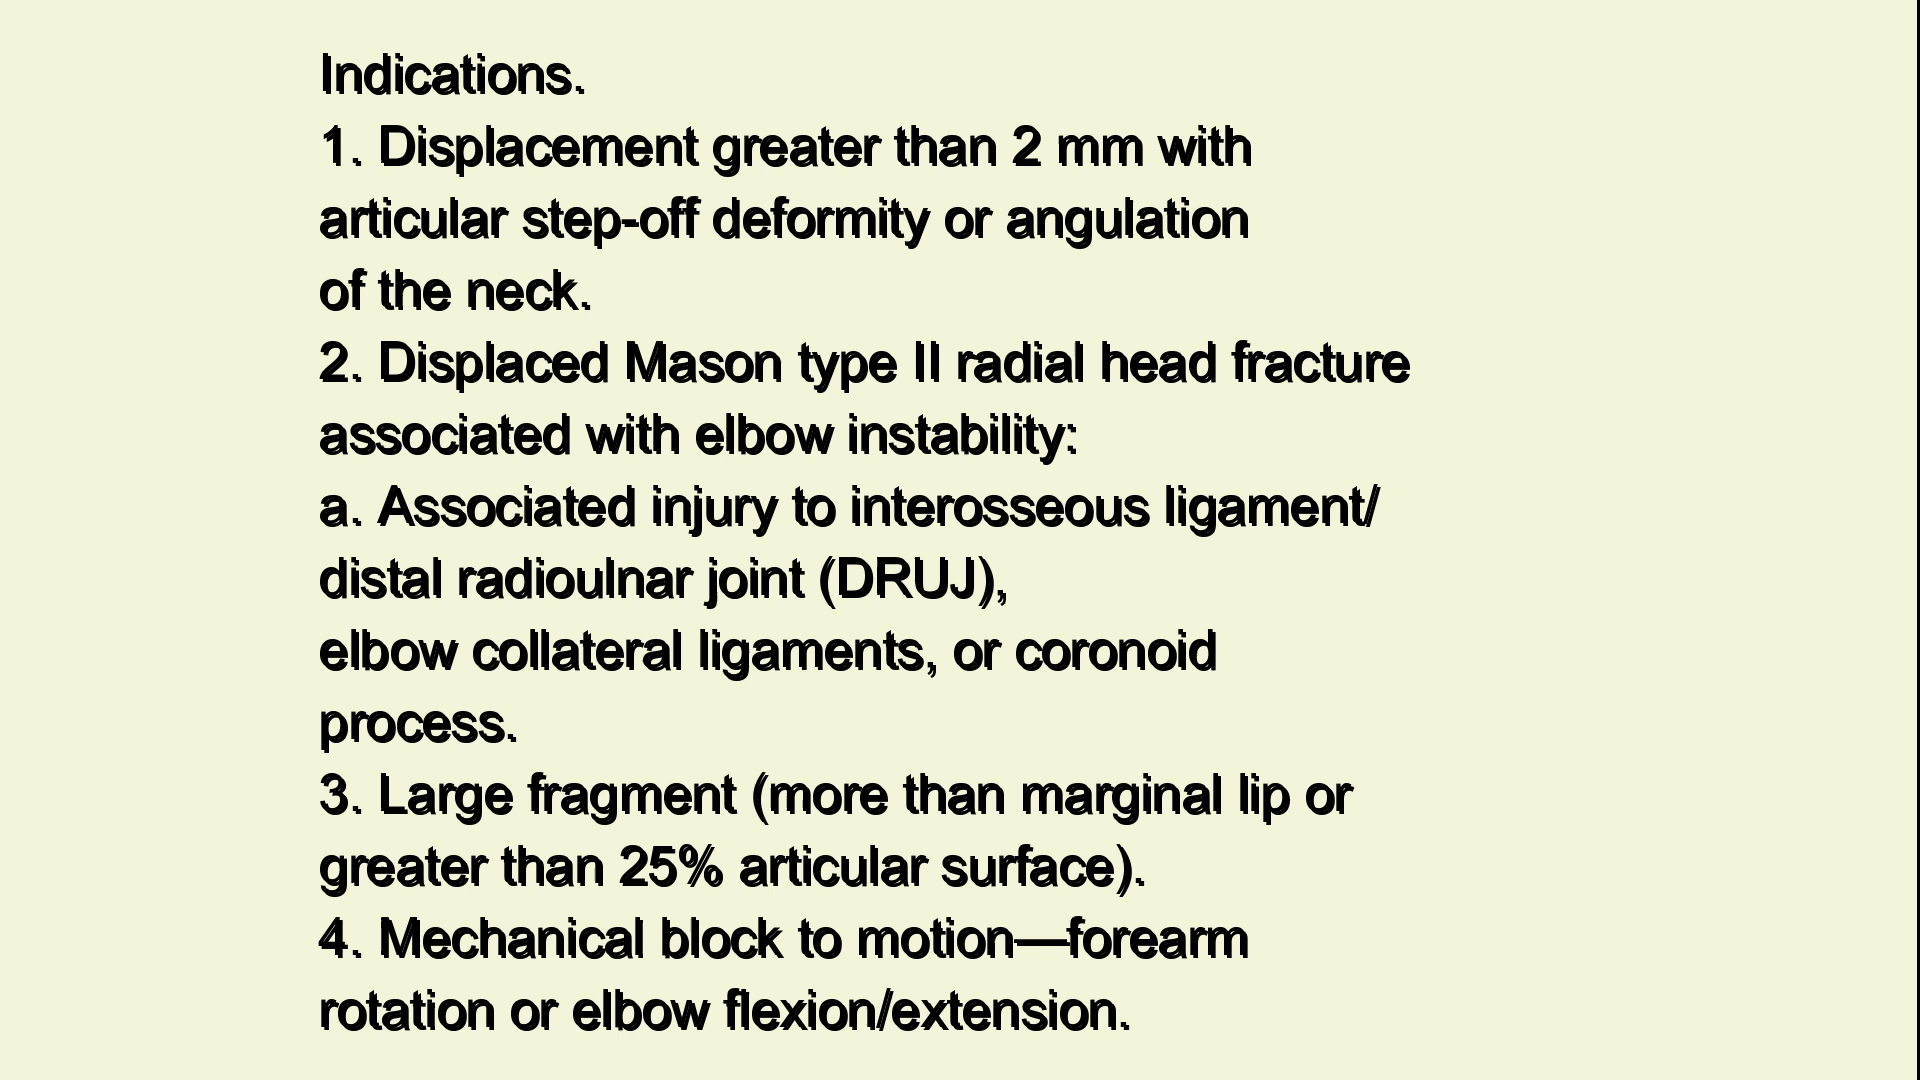 Indications.
1. Displacement greater than 2 mm with
articular step-off deformity or angulation
of the neck.
2. Displaced Mason type II radial head fracture
associated with elbow instability:
a. Associated injury to interosseous ligament/
distal radioulnar joint (DRUJ),
elbow collateral ligaments, or coronoid
process.
3. Large fragment (more than marginal lip or
greater than 25% articular surface).
4. Mechanical block to motion—forearm
rotation or elbow flexion/extension.